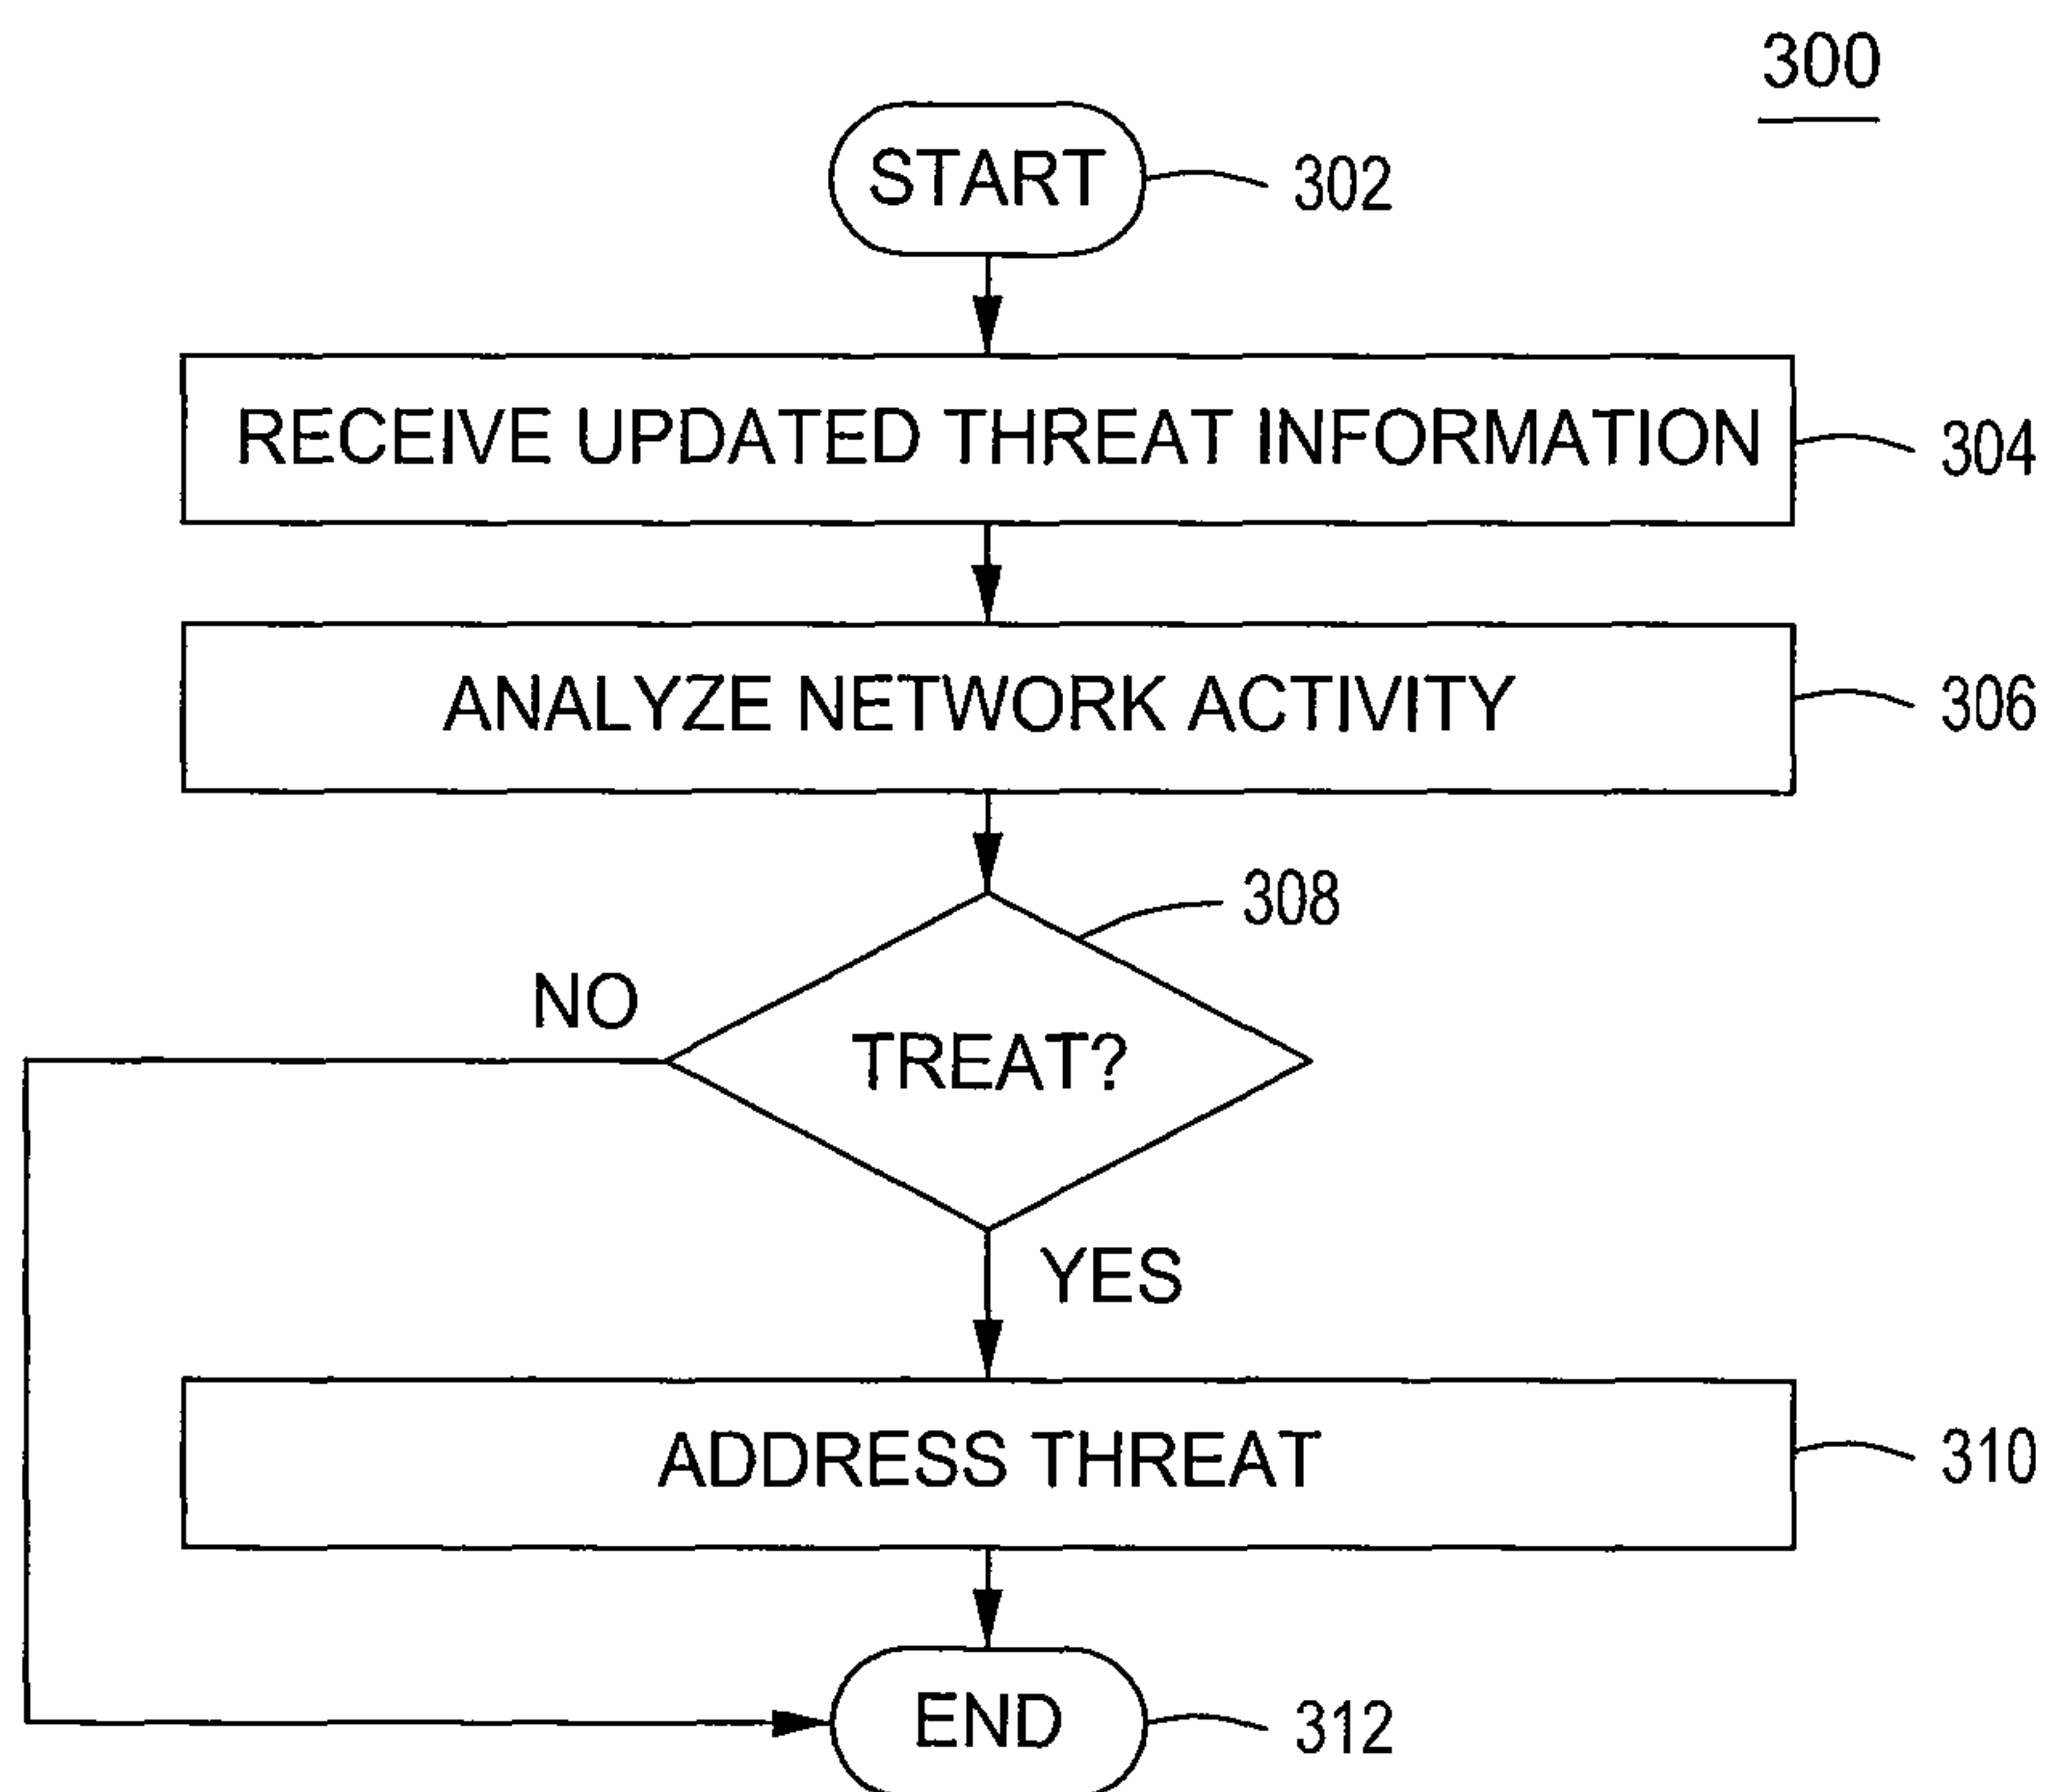 300
START
302
RECEIVE UPDATED THREAT INFORMATION
304
ANALYZE NETWORK ACTIVITY
306
308
NO
TREAT?
YES
ADDRESS THREAT
310
END
312